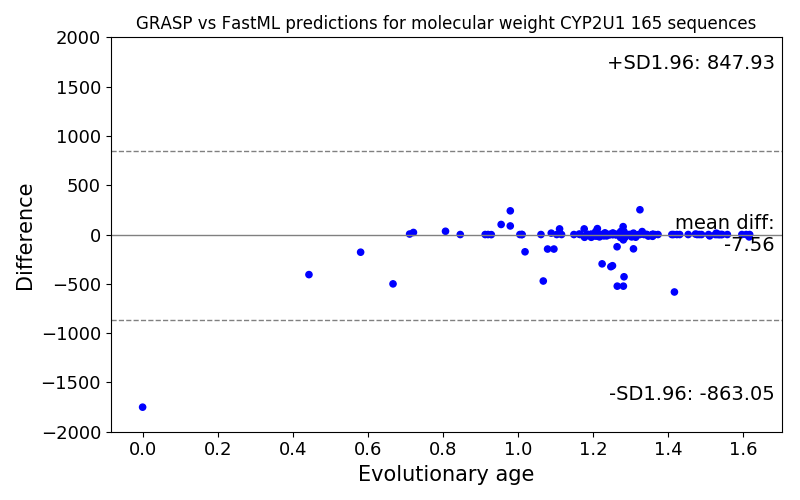 GRASP vs FastML predictions for molecular weight CYP2U1 165 sequences
2000
1500
1000
500
0
−500
−1000
−1500
−2000
Difference
+SD1.96: 847.93
mean diff:
-7.56
-SD1.96: -863.05
0.0 0.2 0.4 0.6 0.8 1.0 1.2 1.4 1.6
Evolutionary age